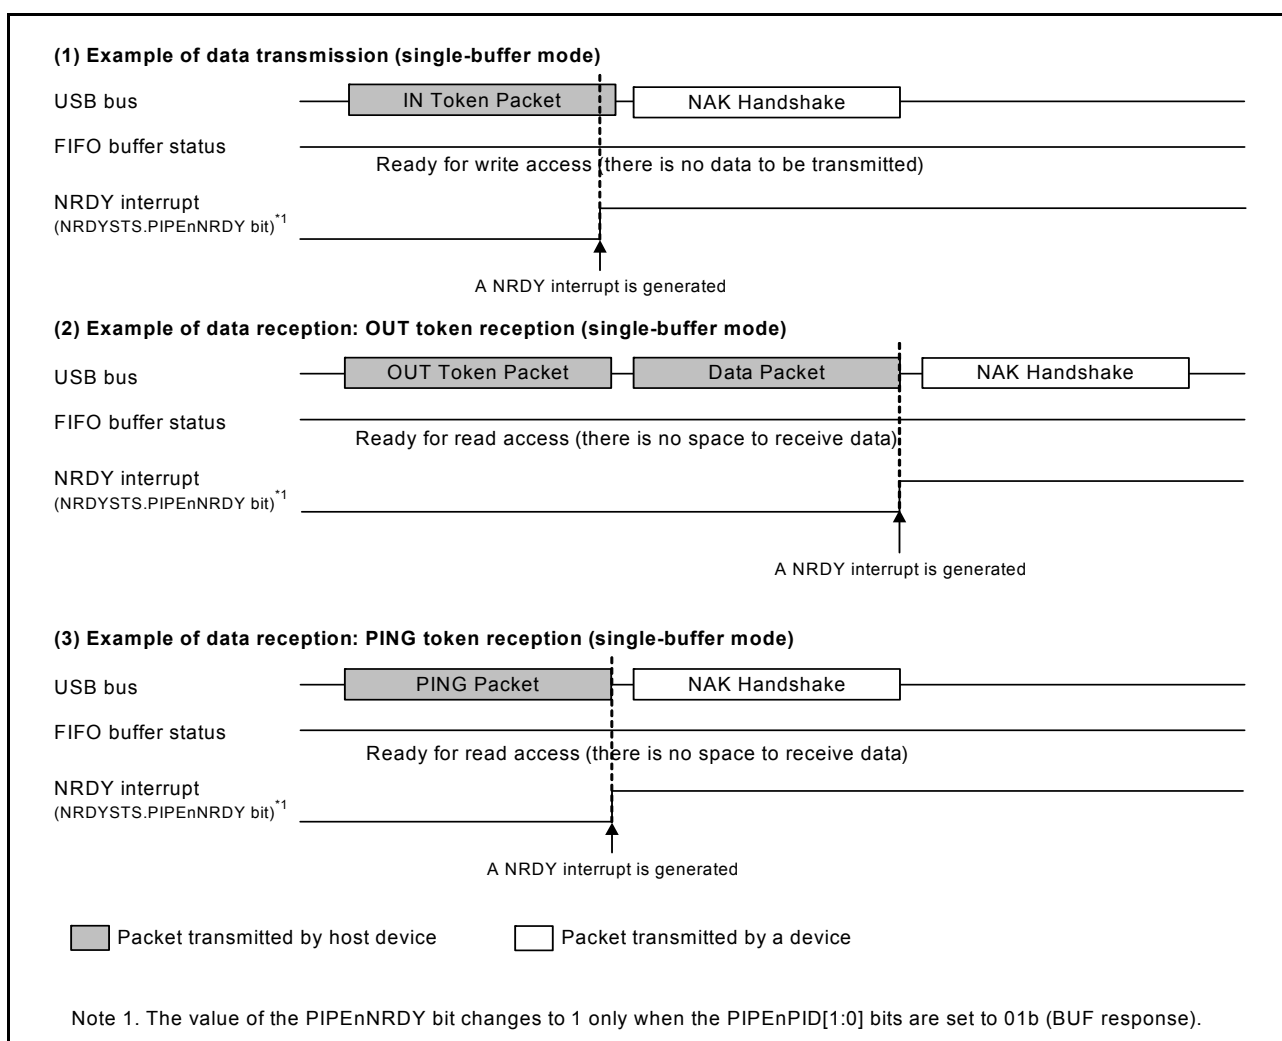 (1) Example of data transmission (single-buffer mode)
USB bus
IN Token Packet
NAK Handshake
FIFO buffer status
Ready for write access (there is no data to be transmitted)
NRDY interrupt
(NRDYSTS.PIPEnNRDY bit)*1
A NRDY interrupt is generated
(2) Example of data reception: OUT token reception (single-buffer mode)
USB bus
OUT Token Packet
Data Packet
NAK Handshake
FIFO buffer status
Ready for read access (there is no space to receive data)
NRDY interrupt
(NRDYSTS.PIPEnNRDY bit)*1
A NRDY interrupt is generated
(3) Example of data reception: PING token reception (single-buffer mode)
USB bus
PING Packet
NAK Handshake
FIFO buffer status
Ready for read access (there is no space to receive data)
NRDY interrupt
(NRDYSTS.PIPEnNRDY bit)*1
A NRDY interrupt is generated
Packet transmitted by host device
Packet transmitted by a device
Note 1. The value of the PIPEnNRDY bit changes to 1 only when the PIPEnPID[1:0] bits are set to 01b (BUF response).